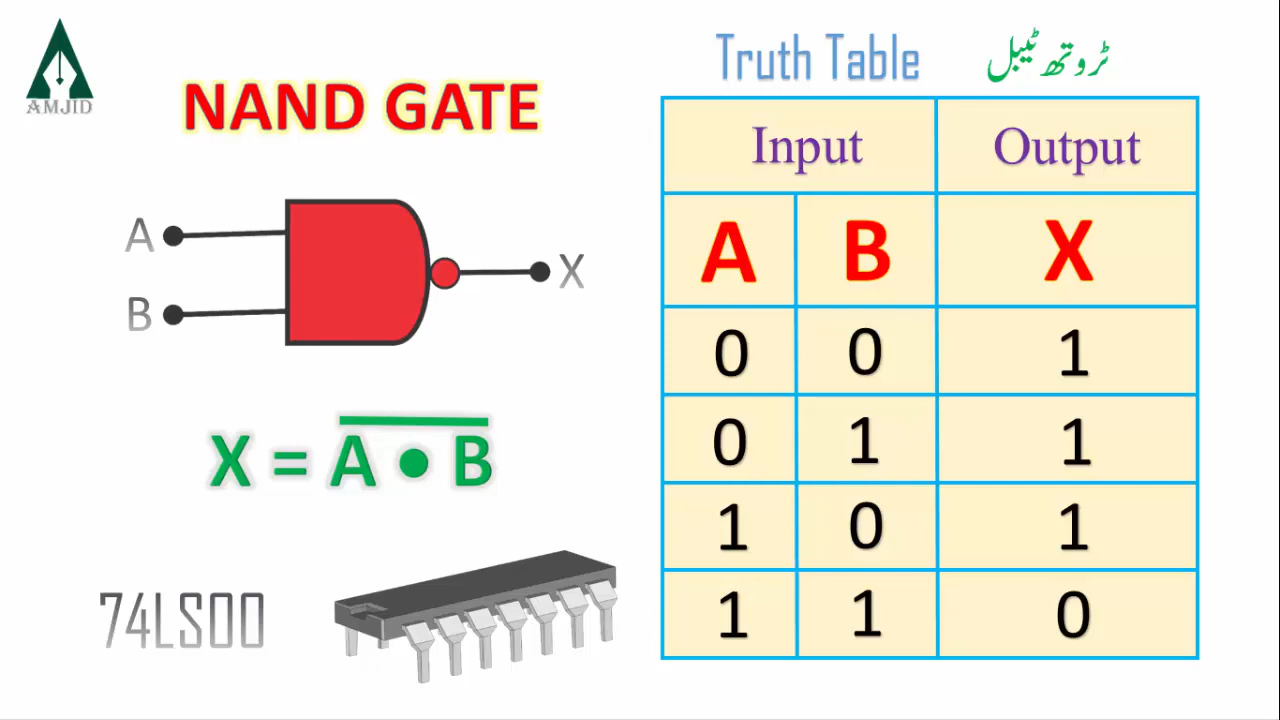 AMJID
NAND GATE
A
B
X
X = A̅ ̅•̅ ̅B̅
74LS00
Truth Table ٹروتھ ٹیبل
Input Output
A B X
0 0 1
0 1 1
1 0 1
1 1 0